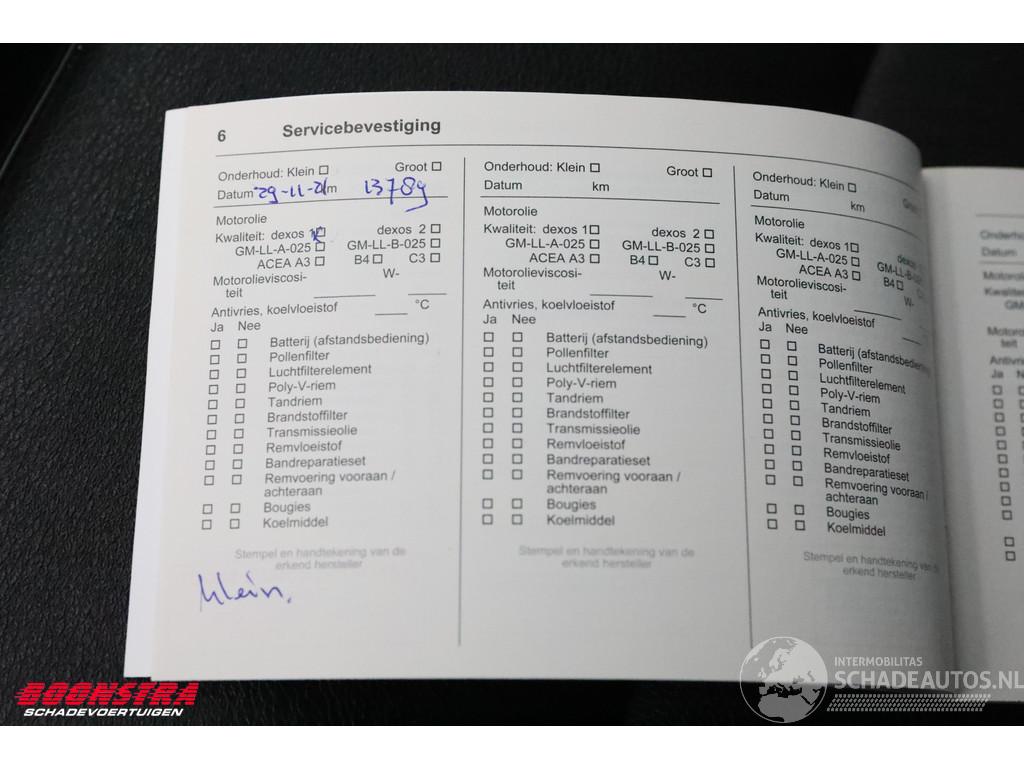 6 Servicebevestiging
Onderhoud: Klein Groot
Datum 29-11-21 km 13789
Motorolie
Kwaliteit: dexos 1 dexos 2
GM-LL-A-025 GM-LL-B-025
ACEA A3 B4 C3
Motorolieviscosi-
teit W-
Antivries, koelvloeistof °C
Ja Nee
Batterij (afstandsbediening)
Pollenfilter
Luchtfilterelement
Poly-V-riem
Tandriem
Brandstoffilter
Transmissieolie
Remvloeistof
Bandreparatieset
Remvoering vooraan /
achteraan
Bougies
Koelmiddel
Stempel en handtekening van de
erkend hersteller
klein.
Onderhoud: Klein Groot
Datum km
Motorolie
Kwaliteit: dexos 1 dexos 2
GM-LL-A-025 GM-LL-B-025
ACEA A3 B4 C3
Motorolieviscosi-
teit W-
Antivries, koelvloeistof °C
Ja Nee
Batterij (afstandsbediening)
Pollenfilter
Luchtfilterelement
Poly-V-riem
Tandriem
Brandstoffilter
Transmissieolie
Remvloeistof
Bandreparatieset
Remvoering vooraan /
achteraan
Bougies
Koelmiddel
Stempel en handtekening van de
erkend hersteller
Onderhoud: Klein
Datum km
Motorolie
Kwaliteit: dexos 1 dexos
GM-LL-A-025 GM-LL-B-025
ACEA A3 B4 C
Motorolieviscosi-
teit W-
Antivries, koelvloeistof
Ja Nee
Batterij (afstandsbediening)
Pollenfilter
Luchtfilterelement
Poly-V-riem
Tandriem
Brandstoffilter
Transmissieolie
Remvloeistof
Bandreparatieset
Remvoering vooraan /
achteraan
Bougies
Koelmiddel
Stempel en handtekening van de
erkend hersteller
Ja Nee
BOONSTRA
SCHADEVOERTUIGEN
INTERMOBILITAS
SCHADEAUTOS.NL